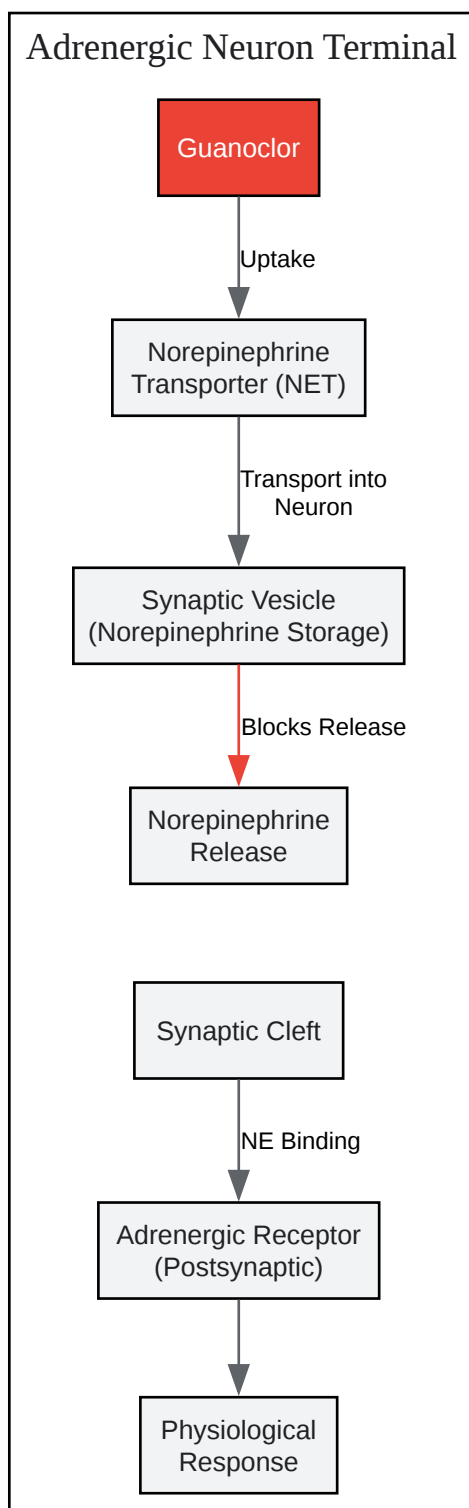 Adrenergic Neuron Terminal
Guanoclor
Uptake
Norepinephrine
Transporter (NET)
Transport into
Neuron
Synaptic Vesicle
(Norepinephrine Storage)
Blocks Release
Norepinephrine
Release
Synaptic Cleft
NE Binding
Adrenergic Receptor
(Postsynaptic)
Physiological
Response